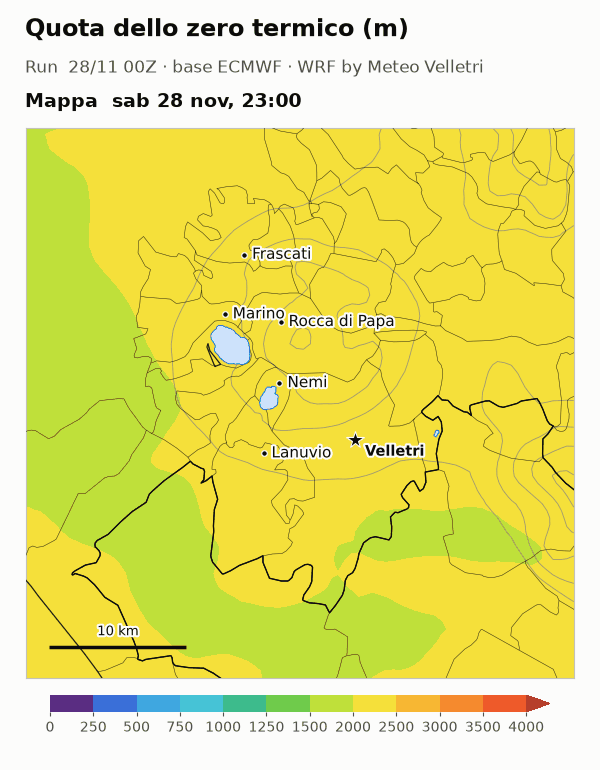 Quota dello zero termico (m)
Run  28/11 00Z · base ECMWF · WRF by Meteo Velletri
Mappa  sab 28 nov, 23:00
Frascati
Marino
Rocca di Papa
Nemi
Velletri
Lanuvio
10 km
0 250 500 750 1000 1250 1500 2000 2500 3000 3500 4000